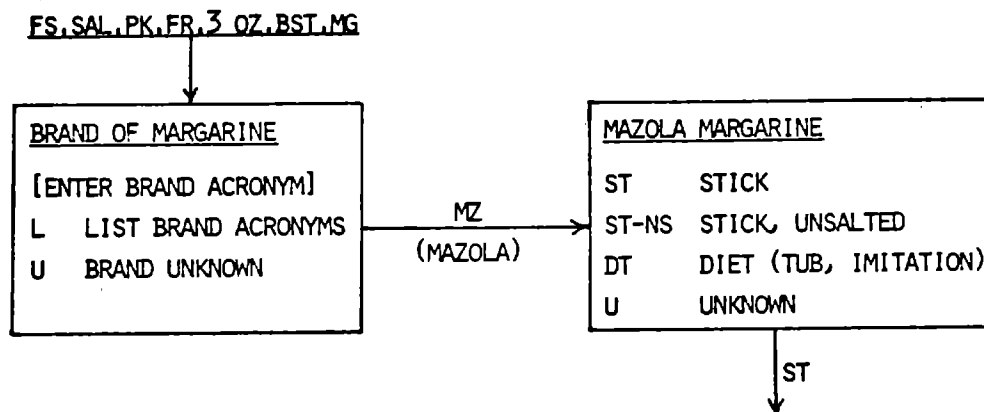 FS,SAL,PK,FR,3 OZ,BST,MG
BRAND OF MARGARINE
[ENTER BRAND ACRONYM]
L LIST BRAND ACRONYMS
U BRAND UNKNOWN
MZ
(MAZOLA)
MAZOLA MARGARINE
ST STICK
ST-NS STICK, UNSALTED
DT DIET (TUB, IMITATION)
U UNKNOWN
ST